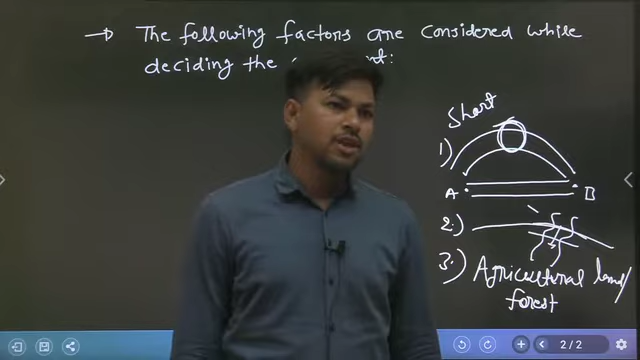 → The following factors are considered while
deciding the
Short
1)
A B
2.)
3.) Agricultural land/
forest
2/2